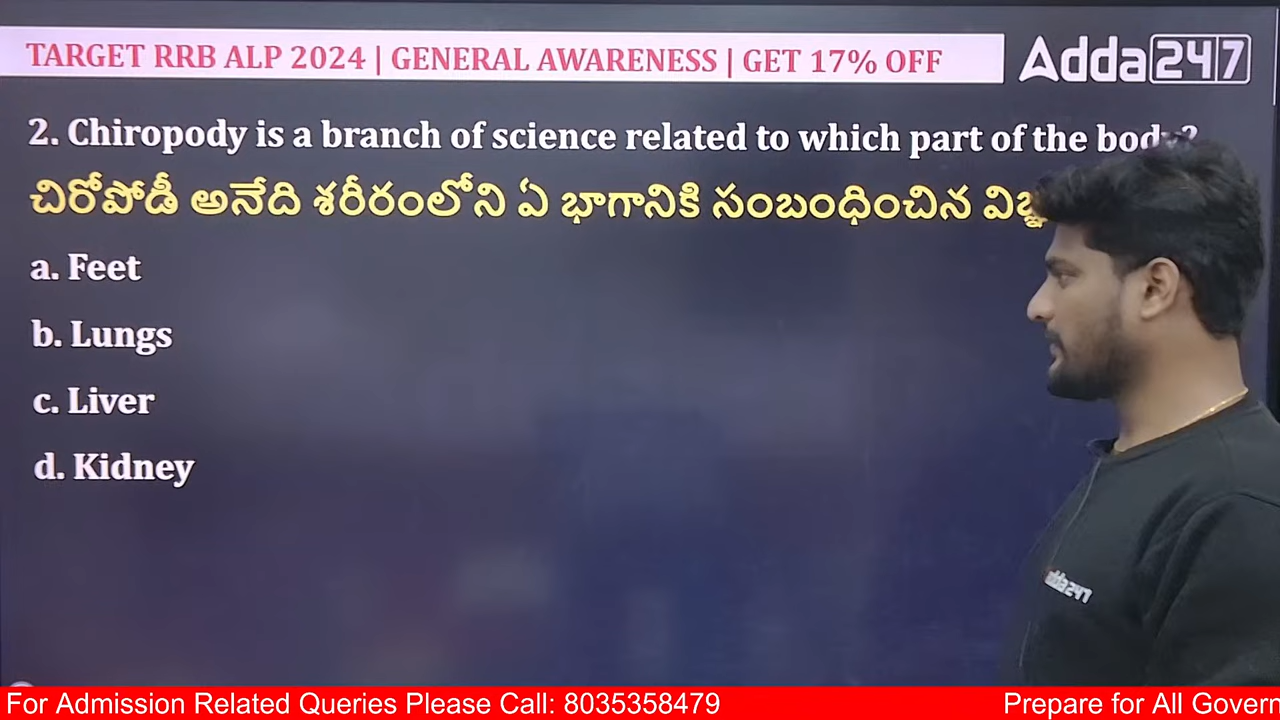 TARGET RRB ALP 2024 | GENERAL AWARENESS | GET 17% OFF
Adda247
2. Chiropody is a branch of science related to which part of the body?
చిరోపోడీ అనేది శరీరంలోని ఏ భాగానికి సంబంధించిన
a. Feet
b. Lungs
c. Liver
d. Kidney
adda247
For Admission Related Queries Please Call: 8035358479
Prepare for All